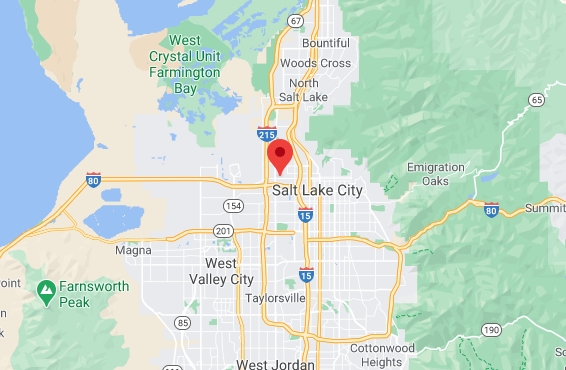 67
Bountiful
West
Crystal Unit
Farmington
Bay
Woods Cross
North
Salt Lake
65
215
Emigration
Oaks
80
Salt Lake City
154
15
80
Summit
201
Magna
West
Valley City
15
Farnsworth
Peak
Taylorsville
85
190
Cottonwood
Heights
West Jordan